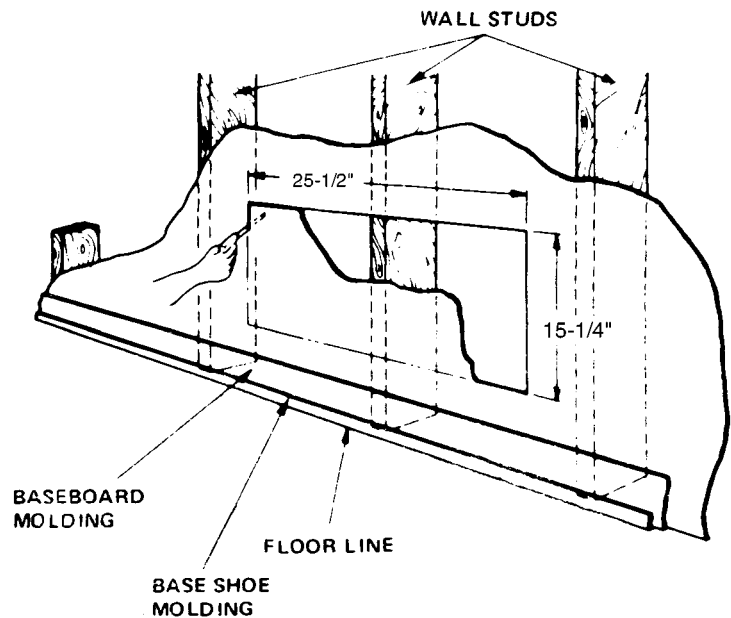 WALL STUDS
25-1/2"
15-1/4"
BASEBOARD
MOLDING
FLOOR LINE
BASE SHOE
MOLDING